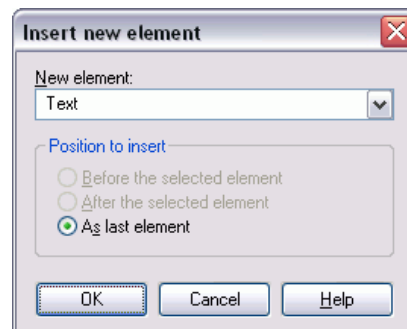 Insert new element
New element:
Text
Position to insert
Before the selected element
After the selected element
As last element
OK Cancel Help